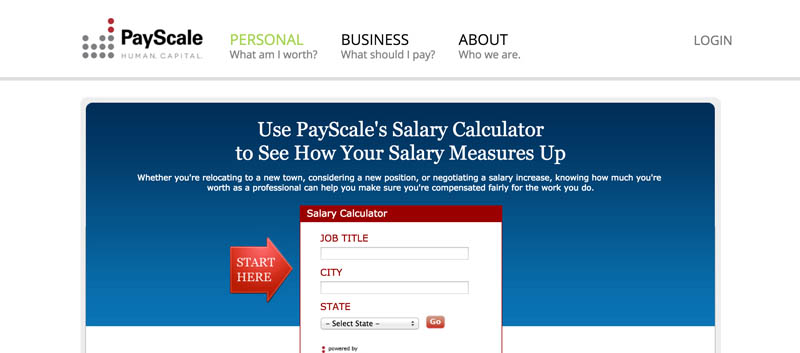 PayScale
HUMAN. CAPITAL.
PERSONAL
What am I worth?
BUSINESS
What should I pay?
ABOUT
Who we are.
LOGIN
Use PayScale's Salary Calculator
to See How Your Salary Measures Up
Whether you're relocating to a new town, considering a new position, or negotiating a salary increase, knowing how much you're
worth as a professional can help you make sure you're compensated fairly for the work you do.
Salary Calculator
START
HERE
JOB TITLE
CITY
STATE
– Select State –
Go
powered by